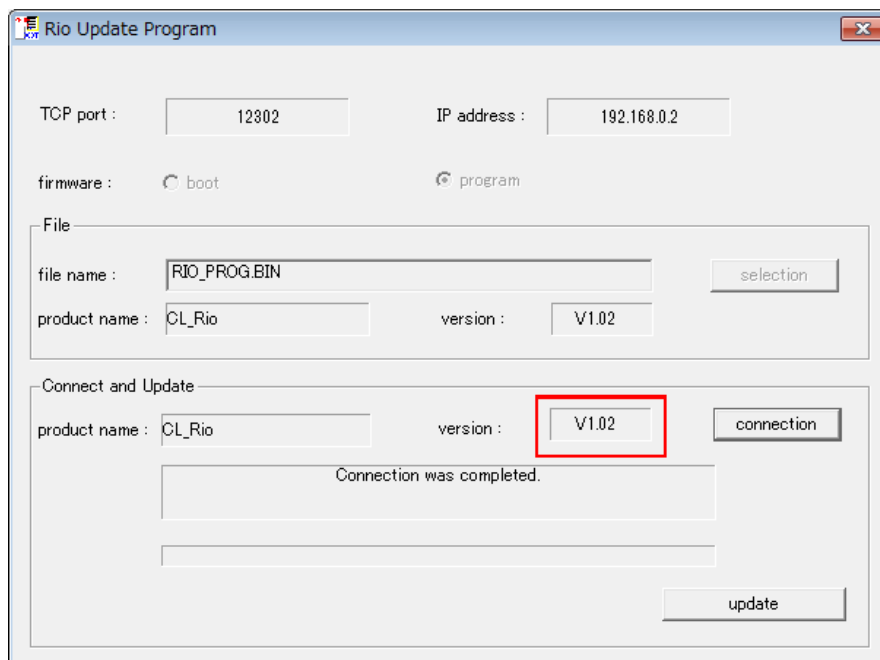 Rio Update Program
TCP port : 12302 IP address : 192.168.0.2
firmware : boot program
File
file name : RIO_PROG.BIN selection
product name : CL_Rio version : V1.02
Connect and Update
product name : CL_Rio version : V1.02 connection
Connection was completed.
update